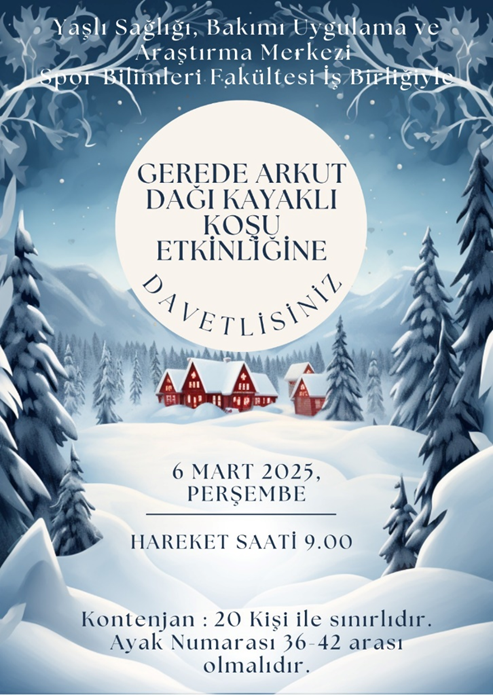 Yaşlı Sağlığı, Bakımı Uygulama ve
Araştırma Merkezi
Spor Bilimleri Fakültesi İş Birliğiyle
GEREDE ARKUT
DAĞI KAYAKLI
KOŞU
ETKİNLİĞİNE
DAVETLİSİNİZ
6 MART 2025,
PERŞEMBE
HAREKET SAATİ 9.00
Kontenjan : 20 Kişi ile sınırlıdır.
Ayak Numarası 36-42 arası
olmalıdır.